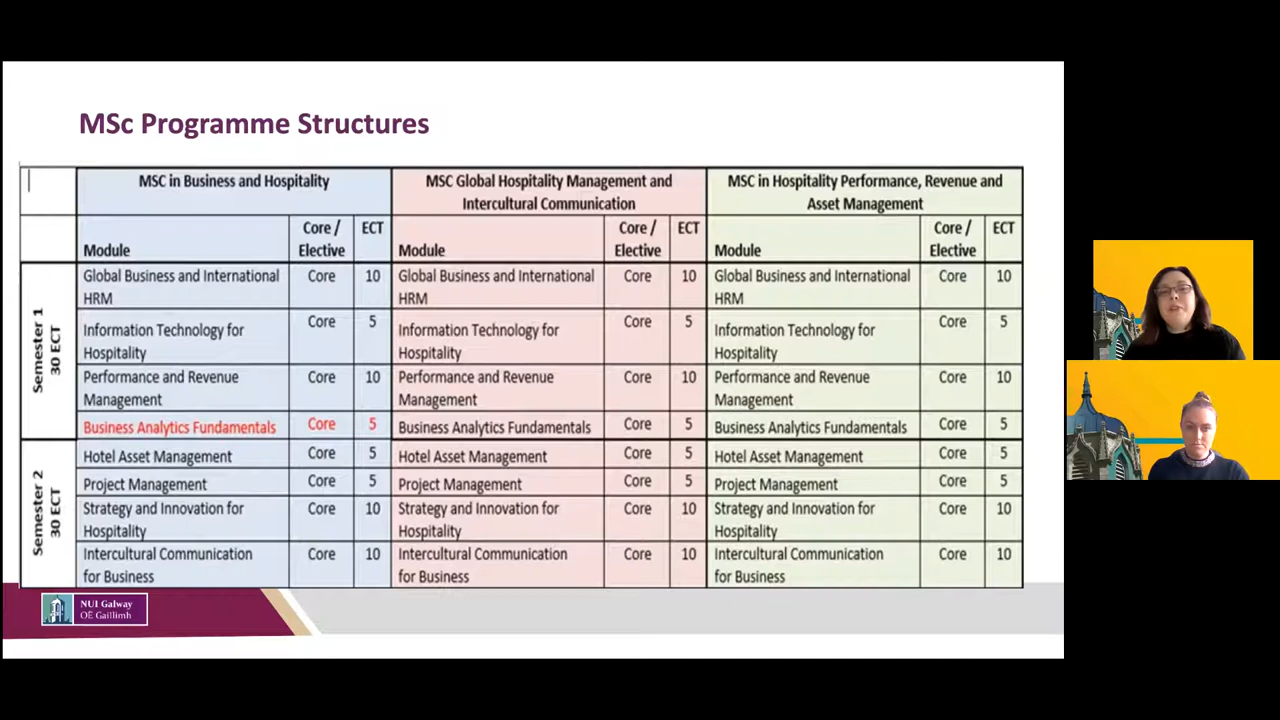 MSc Programme Structures
MSC in Business and Hospitality
MSC Global Hospitality Management and
Intercultural Communication
MSC in Hospitality Performance, Revenue and
Asset Management
Module Core / Elective ECT Module Core / Elective ECT Module Core / Elective ECT
Semester 1
30 ECT
Global Business and International HRM Core 10 Global Business and International HRM Core 10 Global Business and International HRM Core 10
Information Technology for Hospitality Core 5 Information Technology for Hospitality Core 5 Information Technology for Hospitality Core 5
Performance and Revenue Management Core 10 Performance and Revenue Management Core 10 Performance and Revenue Management Core 10
Business Analytics Fundamentals Core 5 Business Analytics Fundamentals Core 5 Business Analytics Fundamentals Core 5
Semester 2
30 ECT
Hotel Asset Management Core 5 Hotel Asset Management Core 5 Hotel Asset Management Core 5
Project Management Core 5 Project Management Core 5 Project Management Core 5
Strategy and Innovation for Hospitality Core 10 Strategy and Innovation for Hospitality Core 10 Strategy and Innovation for Hospitality Core 10
Intercultural Communication for Business Core 10 Intercultural Communication for Business Core 10 Intercultural Communication for Business Core 10
NUI Galway
OÉ Gaillimh